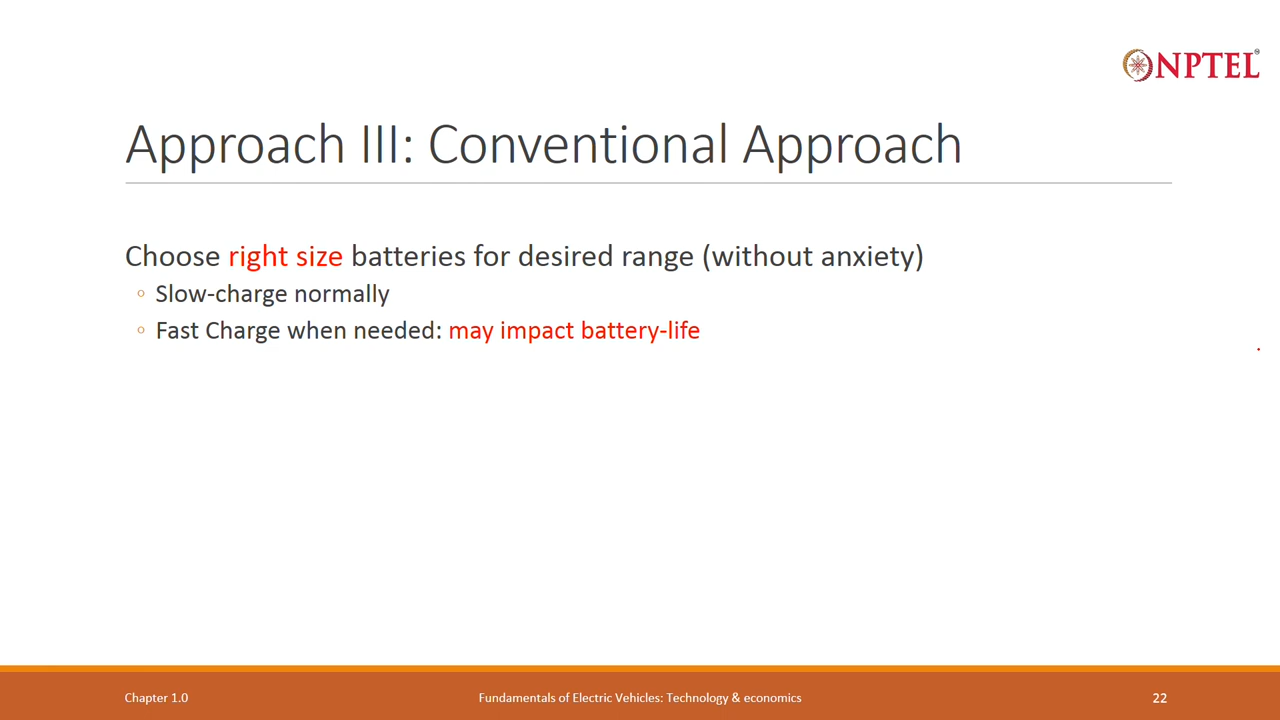 NPTEL
Approach III: Conventional Approach
Choose right size batteries for desired range (without anxiety)
Slow-charge normally
Fast Charge when needed: may impact battery-life
Chapter 1.0
Fundamentals of Electric Vehicles: Technology & economics
22